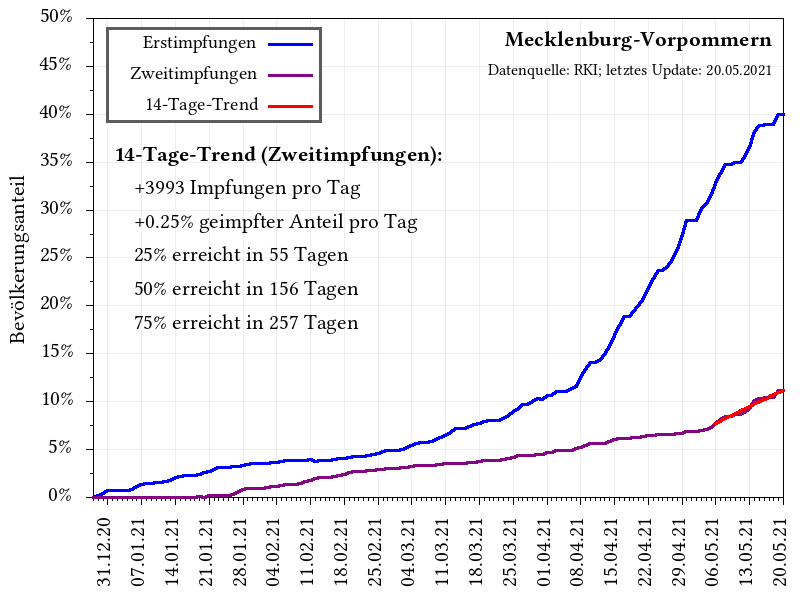 50%
45%
40%
35%
30%
25%
20%
15%
10%
5%
0%
Bevölkerungsanteil
Erstimpfungen
Zweitimpfungen
14-Tage-Trend
Mecklenburg-Vorpommern
Datenquelle: RKI; letztes Update: 20.05.2021
14-Tage-Trend (Zweitimpfungen):
+3993 Impfungen pro Tag
+0.25% geimpfter Anteil pro Tag
25% erreicht in 55 Tagen
50% erreicht in 156 Tagen
75% erreicht in 257 Tagen
31.12.20
07.01.21
14.01.21
21.01.21
28.01.21
04.02.21
11.02.21
18.02.21
25.02.21
04.03.21
11.03.21
18.03.21
25.03.21
01.04.21
08.04.21
15.04.21
22.04.21
29.04.21
06.05.21
13.05.21
20.05.21